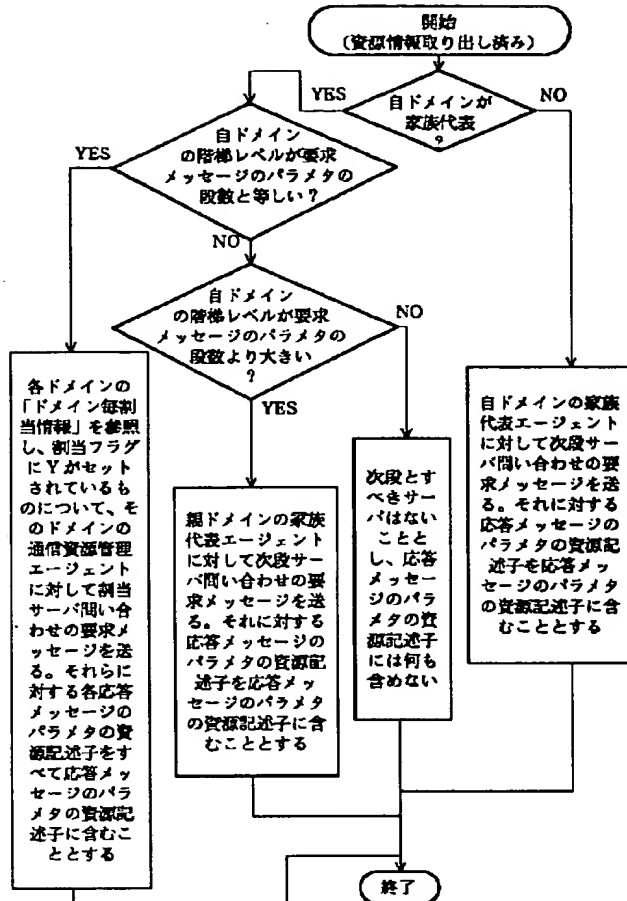 開始
(資源情報取り出し済み)
自ドメインが
家族代表
?
YES
NO
自ドメイン
の階梯レベルが要求
メッセージのパラメタの
段数と等しい?
YES
NO
自ドメイン
の階梯レベルが要求
メッセージのパラメタの
段数より大きい
?
NO
YES
各ドメインの
「ドメイン毎割
当情報」を参照
し、割当フラグ
にYがセット
されているも
のについて、そ
のドメインの
通信資源管理
エージェント
に対して割当
サーバ問い合
わせの要求メ
ッセージを送
る。それらに
対する各応答
メッセージの
パラメタの資
源記述子をす
べて応答メッ
セージのパラ
メタの資源記
述子に含むこ
ととする
親ドメインの家族
代表エージェント
に対して次段サー
バ問い合わせの要
求メッセージを送
る。それに対する
応答メッセージの
パラメタの資源記
述子を応答メッ
セージのパラメタ
の資源記述子に含
むこととする
次段とす
べきサー
バはない
ことと
し、応答
メッセー
ジのパラ
メタの資
源記述子
には何も
含めない
自ドメインの家族
代表エージェント
に対して次段サー
バ問い合わせの要
求メッセージを送
る。それに対する
応答メッセージの
パラメタの資源記
述子を応答メッ
セージのパラメタ
の資源記述子に含
むこととする
終了